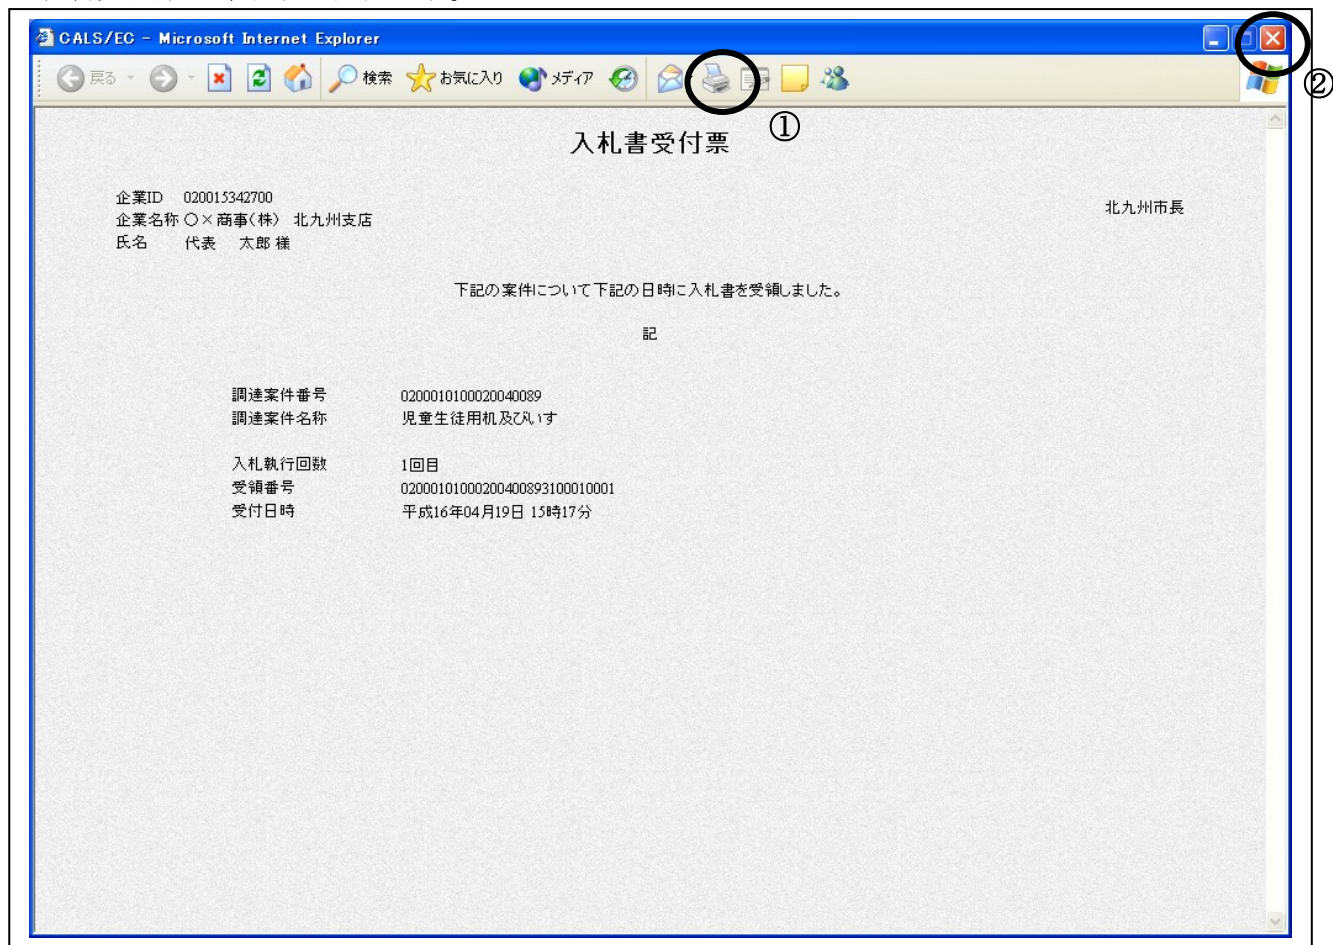 CALS/EC - Microsoft Internet Explorer
戻る 検索 お気に入り メディア
②
①
入札書受付票
企業ID 020015342700
北九州市長
企業名称 ○×商事(株) 北九州支店
氏名 代表 太郎 様
下記の案件について下記の日時に入札書を受領しました。
記
調達案件番号 0200010100020040089
調達案件名称 児童生徒用机及びいす
入札執行回数 1回目
受領番号 02000101000200400893100010001
受付日時 平成16年04月19日 15時17分